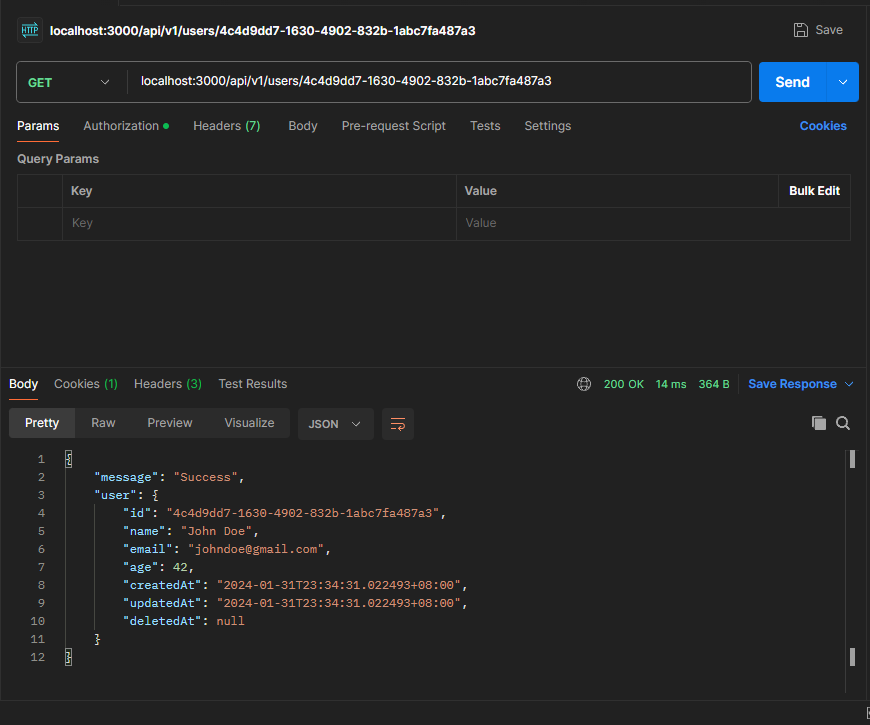 HTTP localhost:3000/api/v1/users/4c4d9dd7-1630-4902-832b-1abc7fa487a3 Save
GET localhost:3000/api/v1/users/4c4d9dd7-1630-4902-832b-1abc7fa487a3 Send
Params Authorization Headers (7) Body Pre-request Script Tests Settings Cookies
Query Params
Key Value Bulk Edit
Key Value
Body Cookies (1) Headers (3) Test Results 200 OK 14 ms 364 B Save Response
Pretty Raw Preview Visualize JSON
1 {
2 "message": "Success",
3 "user": {
4 "id": "4c4d9dd7-1630-4902-832b-1abc7fa487a3",
5 "name": "John Doe",
6 "email": "johndoe@gmail.com",
7 "age": 42,
8 "createdAt": "2024-01-31T23:34:31.022493+08:00",
9 "updatedAt": "2024-01-31T23:34:31.022493+08:00",
10 "deletedAt": null
11 }
12 }